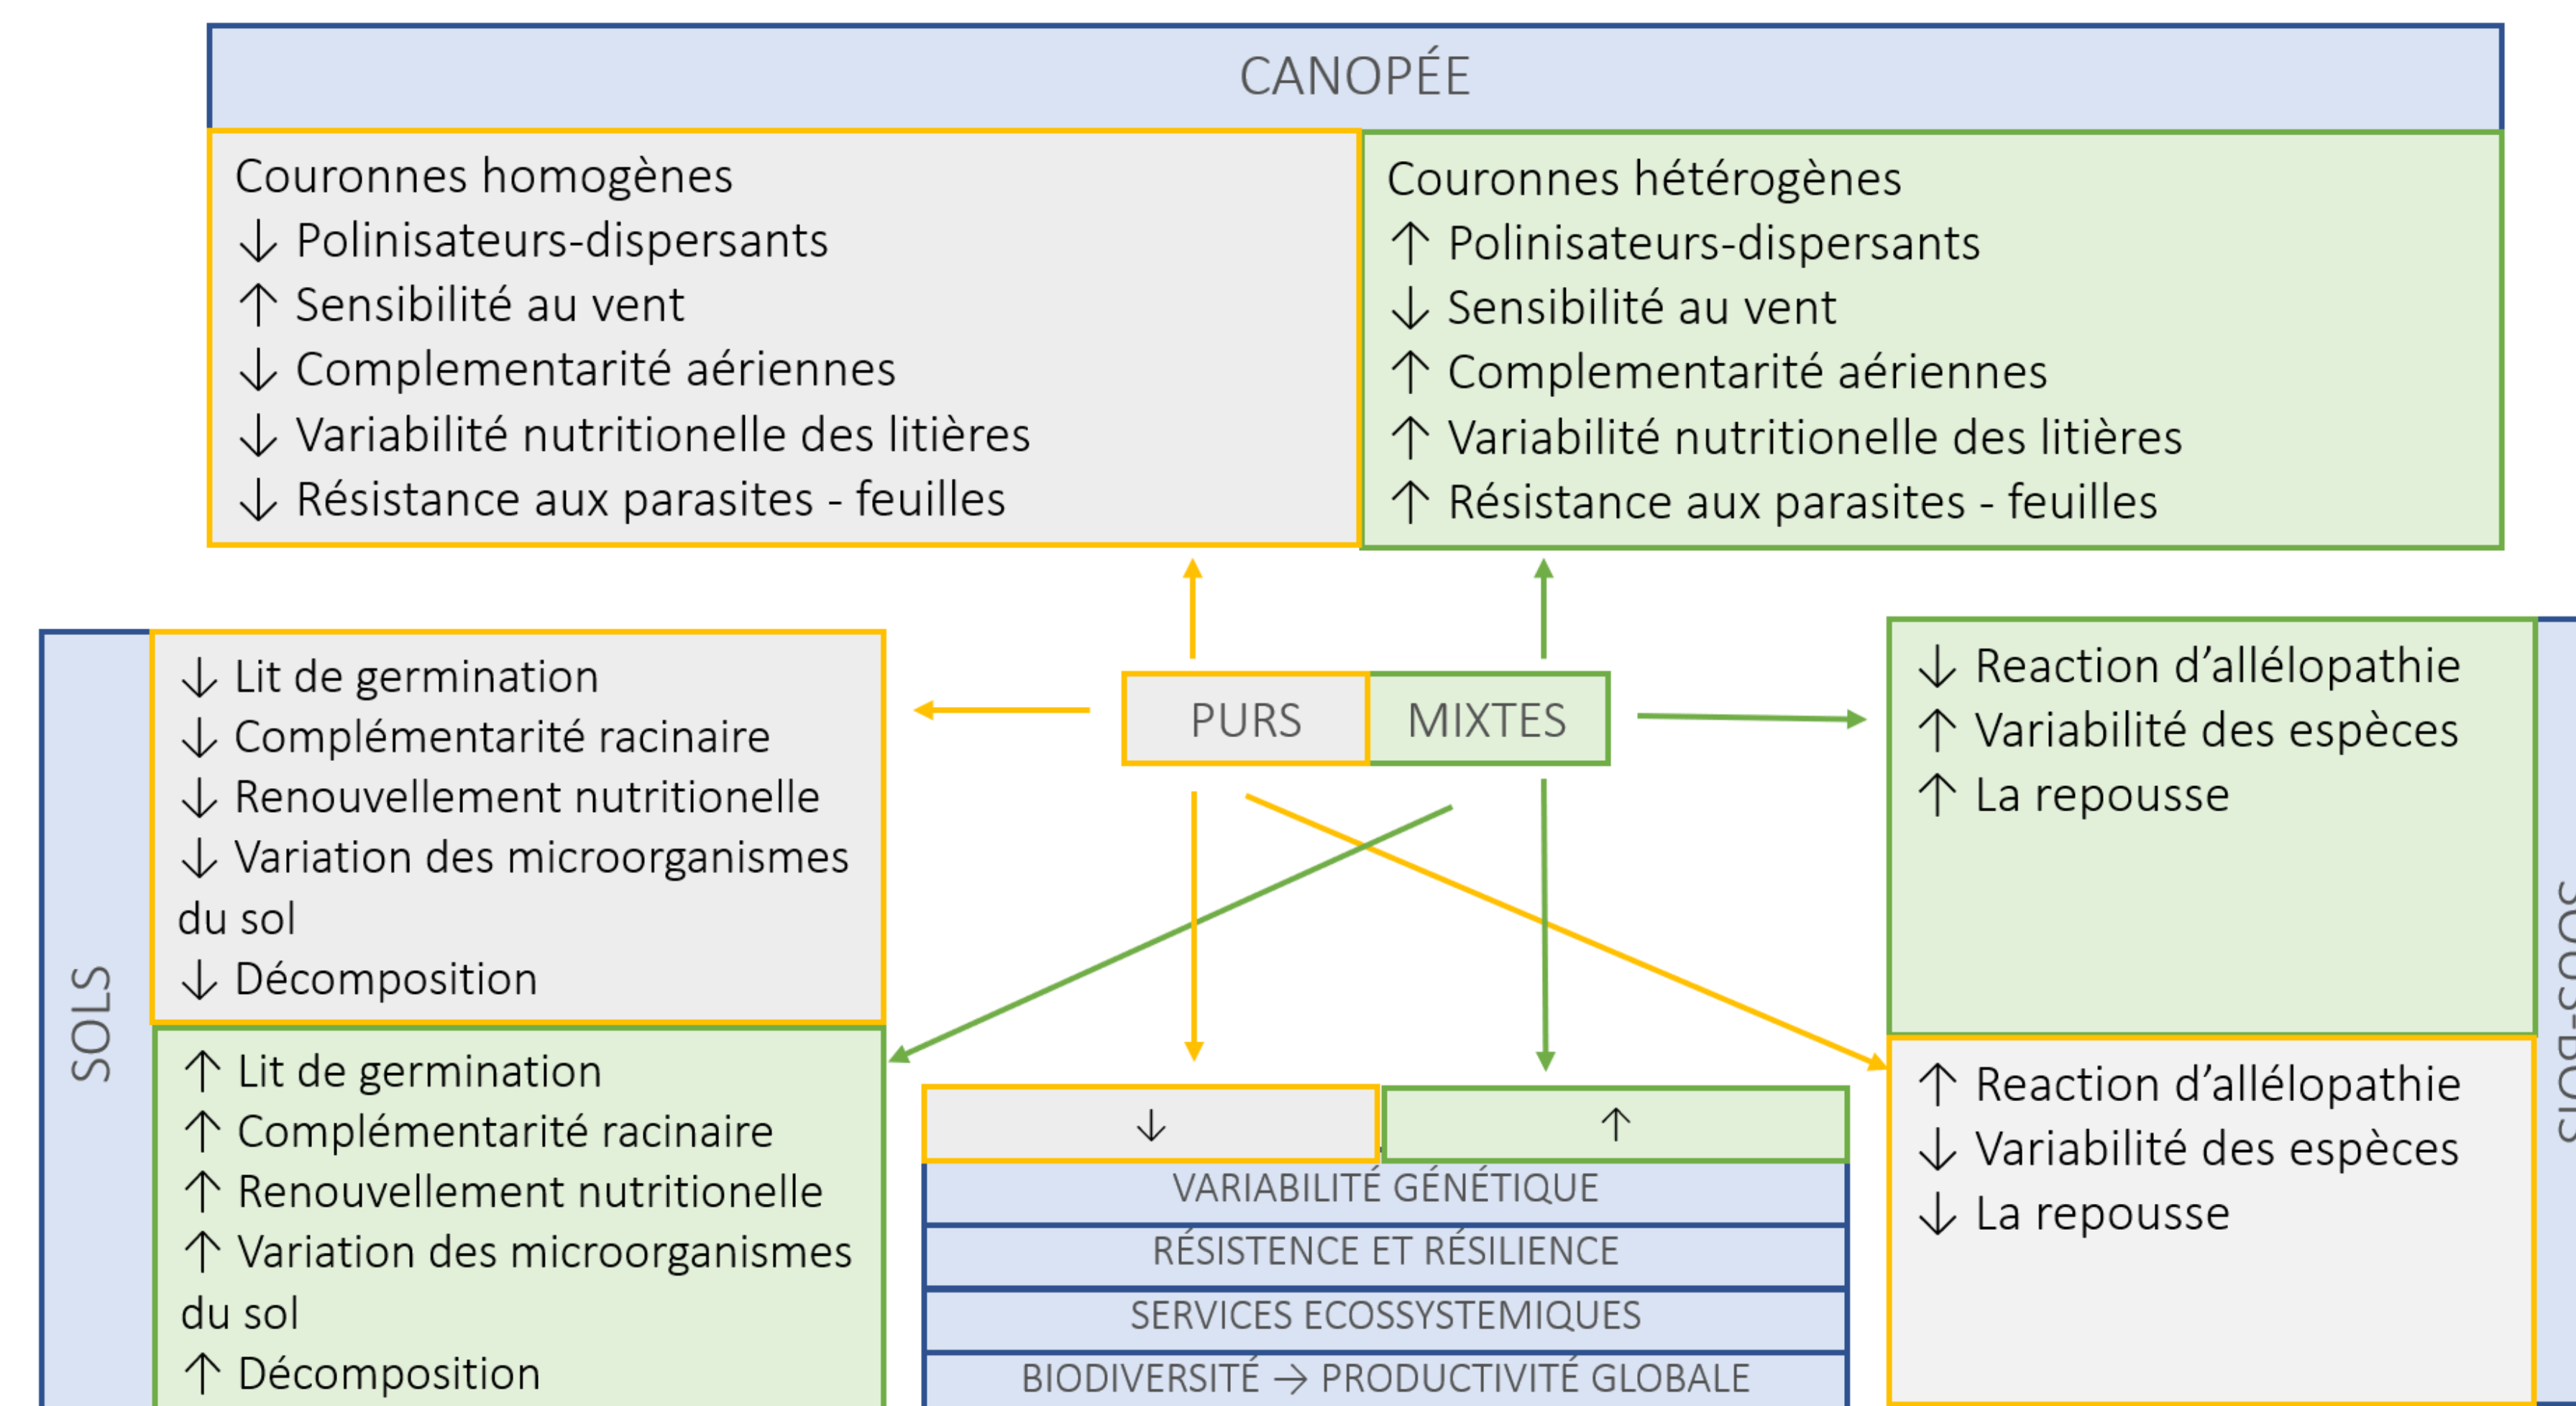 CANOPÉE
Couronnes homogènes
↓ Polinisateurs-dispersants
↑ Sensibilité au vent
↓ Complementarité aériennes
↓ Variabilité nutritionelle des litières
↓ Résistance aux parasites - feuilles
Couronnes hétérogènes
↑ Polinisateurs-dispersants
↓ Sensibilité au vent
↑ Complementarité aériennes
↑ Variabilité nutritionelle des litières
↑ Résistance aux parasites - feuilles
SOLS
↓ Lit de germination
↓ Complémentarité racinaire
↓ Renouvellement nutritionelle
↓ Variation des microorganismes
du sol
↓ Décomposition
↑ Lit de germination
↑ Complémentarité racinaire
↑ Renouvellement nutritionelle
↑ Variation des microorganismes
du sol
↑ Décomposition
PURS
MIXTES
↓
↑
VARIABILITÉ GÉNÉTIQUE
RÉSISTENCE ET RÉSILIENCE
SERVICES ECOSSYSTEMIQUES
BIODIVERSITÉ → PRODUCTIVITÉ GLOBALE
↓ Reaction d’allélopathie
↑ Variabilité des espèces
↑ La repousse
↑ Reaction d’allélopathie
↓ Variabilité des espèces
↓ La repousse
SOUS-BOIS